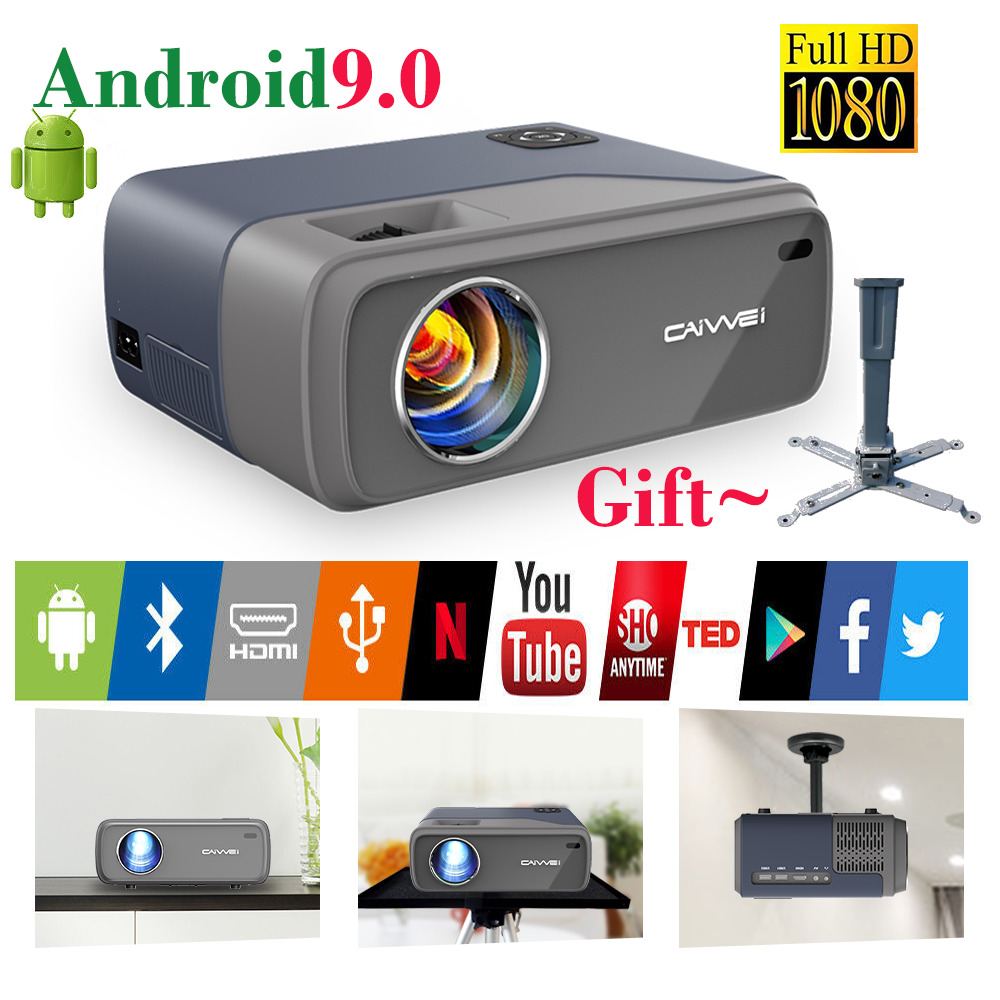 Android9.0
Full HD
1080
CAiWEi
Gift~
HDMI
N
You
Tube
SHO
ANYTIME
TED
f
CAiWEi
CAiWEi